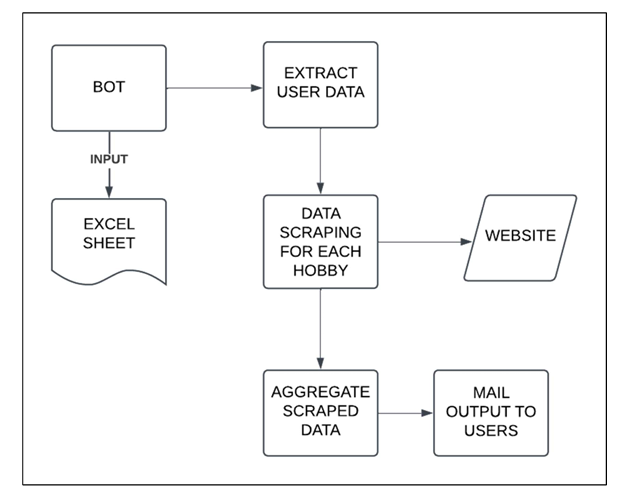 BOT
EXTRACT
USER DATA
INPUT
EXCEL
SHEET
DATA
SCRAPING
FOR EACH
HOBBY
WEBSITE
AGGREGATE
SCRAPED
DATA
MAIL
OUTPUT TO
USERS